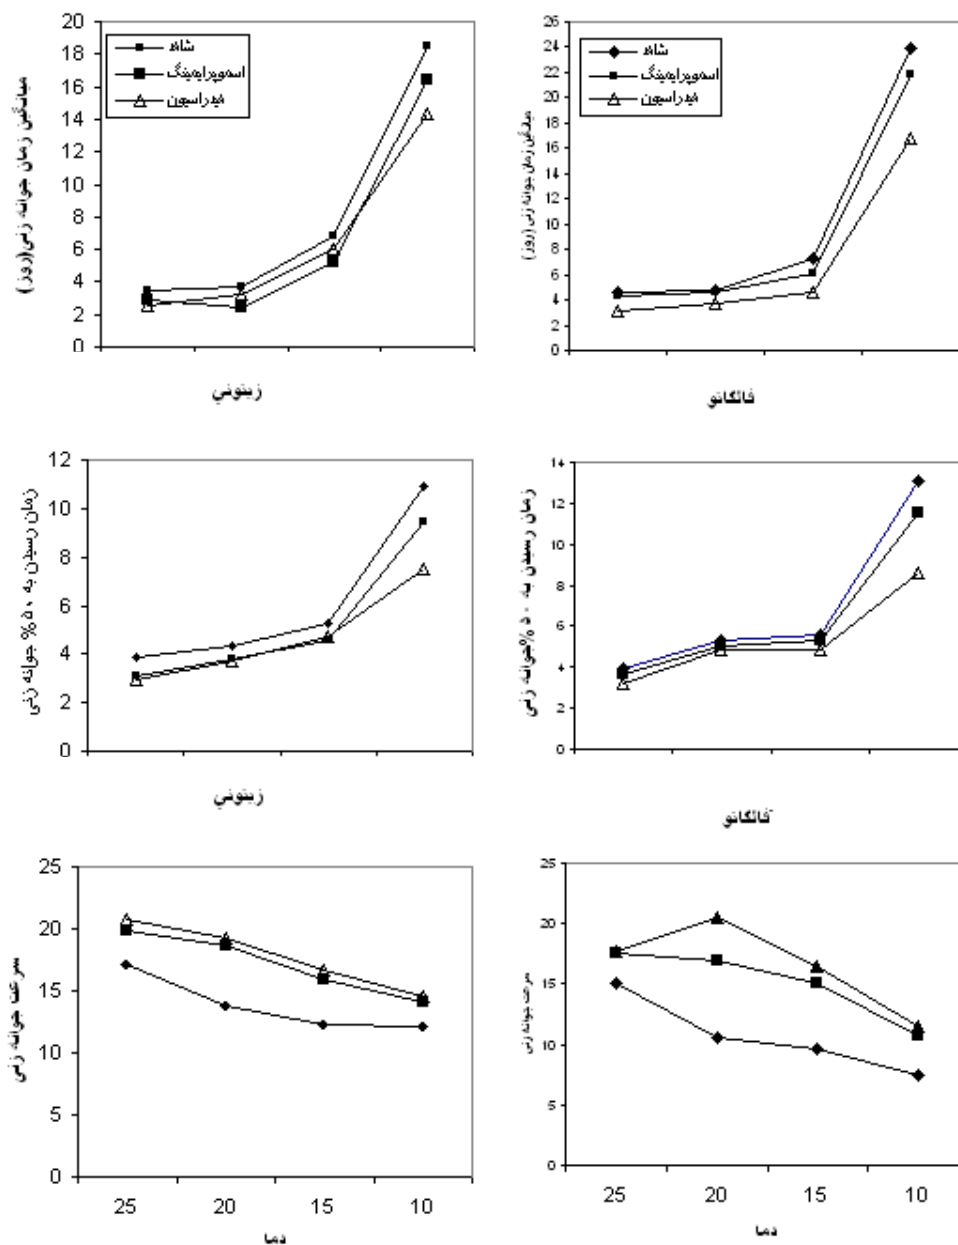 میانگین زمان جوانه زنی(روز)
20
18
16
14
12
10
8
6
4
2
0
شاهد
اسموپرایمینگ
هیدراسیون
زیتونی
میانگین زمان جوانه زنی (روز)
26
24
22
20
18
16
14
12
10
8
6
4
2
0
شاهد
اسموپرایمینگ
هیدراسیون
فالکاتو
زمان رسیدن به ۵۰% جوانه زنی
12
10
8
6
4
2
0
زیتونی
زمان رسیدن به ۵۰% جوانه زنی
14
12
10
8
6
4
2
0
فالکاتو
سرعت جوانه زنی
25
20
15
10
5
0
25 20 15 10
دما
سرعت جوانه زنی
25
20
15
10
5
0
25 20 15 10
دما